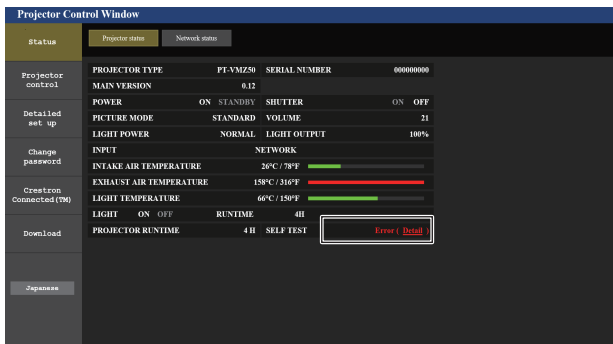 Projector Control Window
Status
Projector status
Network status
Projector
control
Detailed
set up
Change
password
Crestron
Connected(TM)
Download
Japanese
PROJECTOR TYPE PT-VMZ50 SERIAL NUMBER 000000000
MAIN VERSION 0.12
POWER ON STANDBY SHUTTER ON OFF
PICTURE MODE STANDARD VOLUME 21
LIGHT POWER NORMAL LIGHT OUTPUT 100%
INPUT NETWORK
INTAKE AIR TEMPERATURE 26°C / 78°F
EXHAUST AIR TEMPERATURE 158°C / 316°F
LIGHT TEMPERATURE 66°C / 150°F
LIGHT ON OFF RUNTIME 4H
PROJECTOR RUNTIME 4 H SELF TEST Error ( Detail )